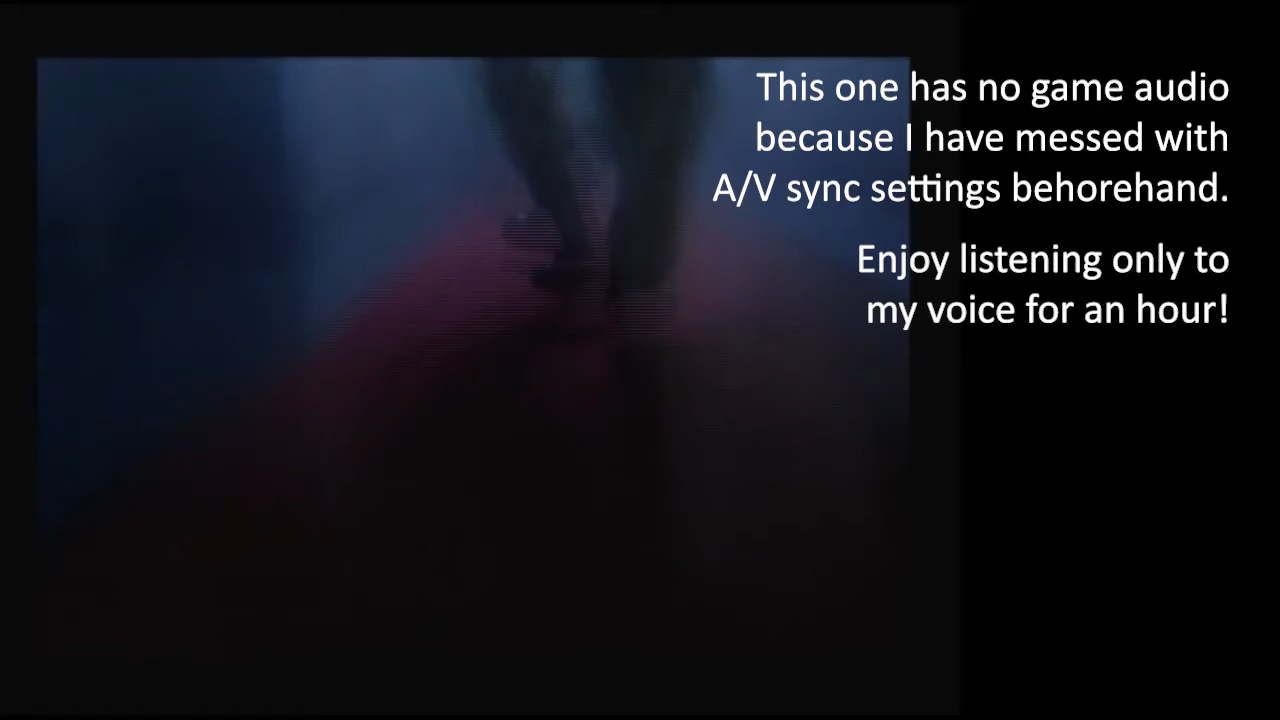 This one has no game audio
because I have messed with
A/V sync settings behorehand.
Enjoy listening only to
my voice for an hour!